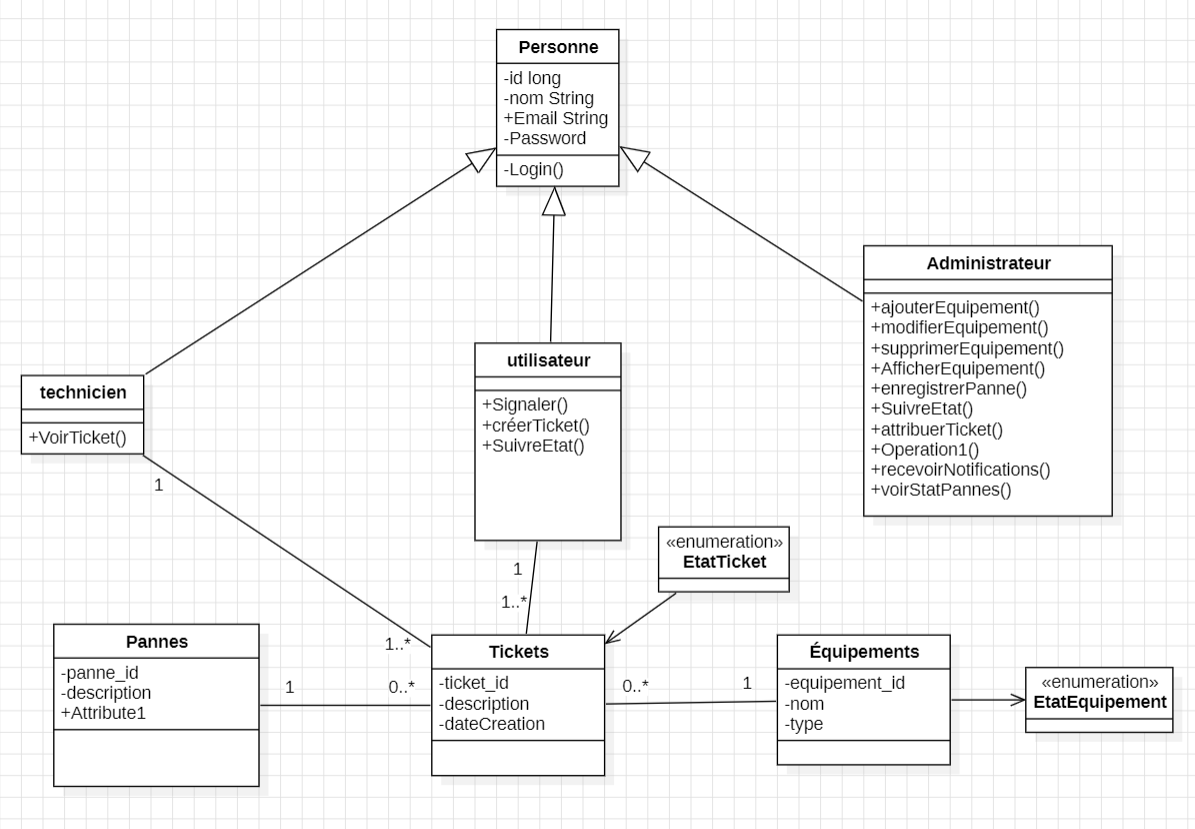 Personne
-id long
-nom String
+Email String
-Password
-Login()
Administrateur
+ajouterEquipement()
+modifierEquipement()
+supprimerEquipement()
+AfficherEquipement()
+enregistrerPanne()
+SuivreEtat()
+attribuerTicket()
+Operation1()
+recevoirNotifications()
+voirStatPannes()
utilisateur
+Signaler()
+créerTicket()
+SuivreEtat()
technicien
+VoirTicket()
1
1
1..*
«enumeration»
EtatTicket
1..*
Pannes
-panne_id
-description
+Attribute1
1
0..*
Tickets
-ticket_id
-description
-dateCreation
0..*
1
Équipements
-equipement_id
-nom
-type
«enumeration»
EtatEquipement